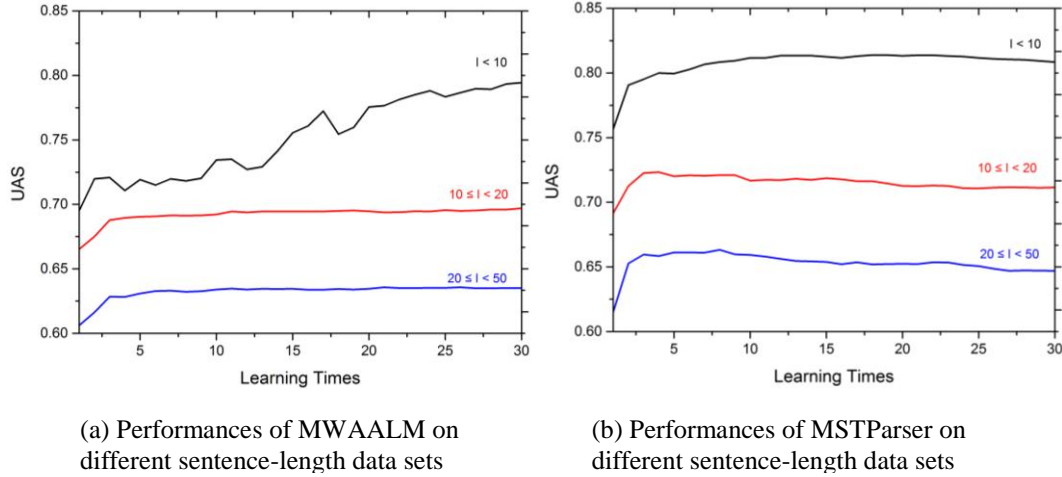 0.85
0.80
0.75
0.70
0.65
0.60
UAS
l < 10
10 ≤ l < 20
20 ≤ l < 50
5 10 15 20 25 30
Learning Times
(a) Performances of MWAALM on
different sentence-length data sets
0.85
0.80
0.75
0.70
0.65
0.60
UAS
l < 10
10 ≤ l < 20
20 ≤ l < 50
5 10 15 20 25 30
Learning Times
(b) Performances of MSTParser on
different sentence-length data sets